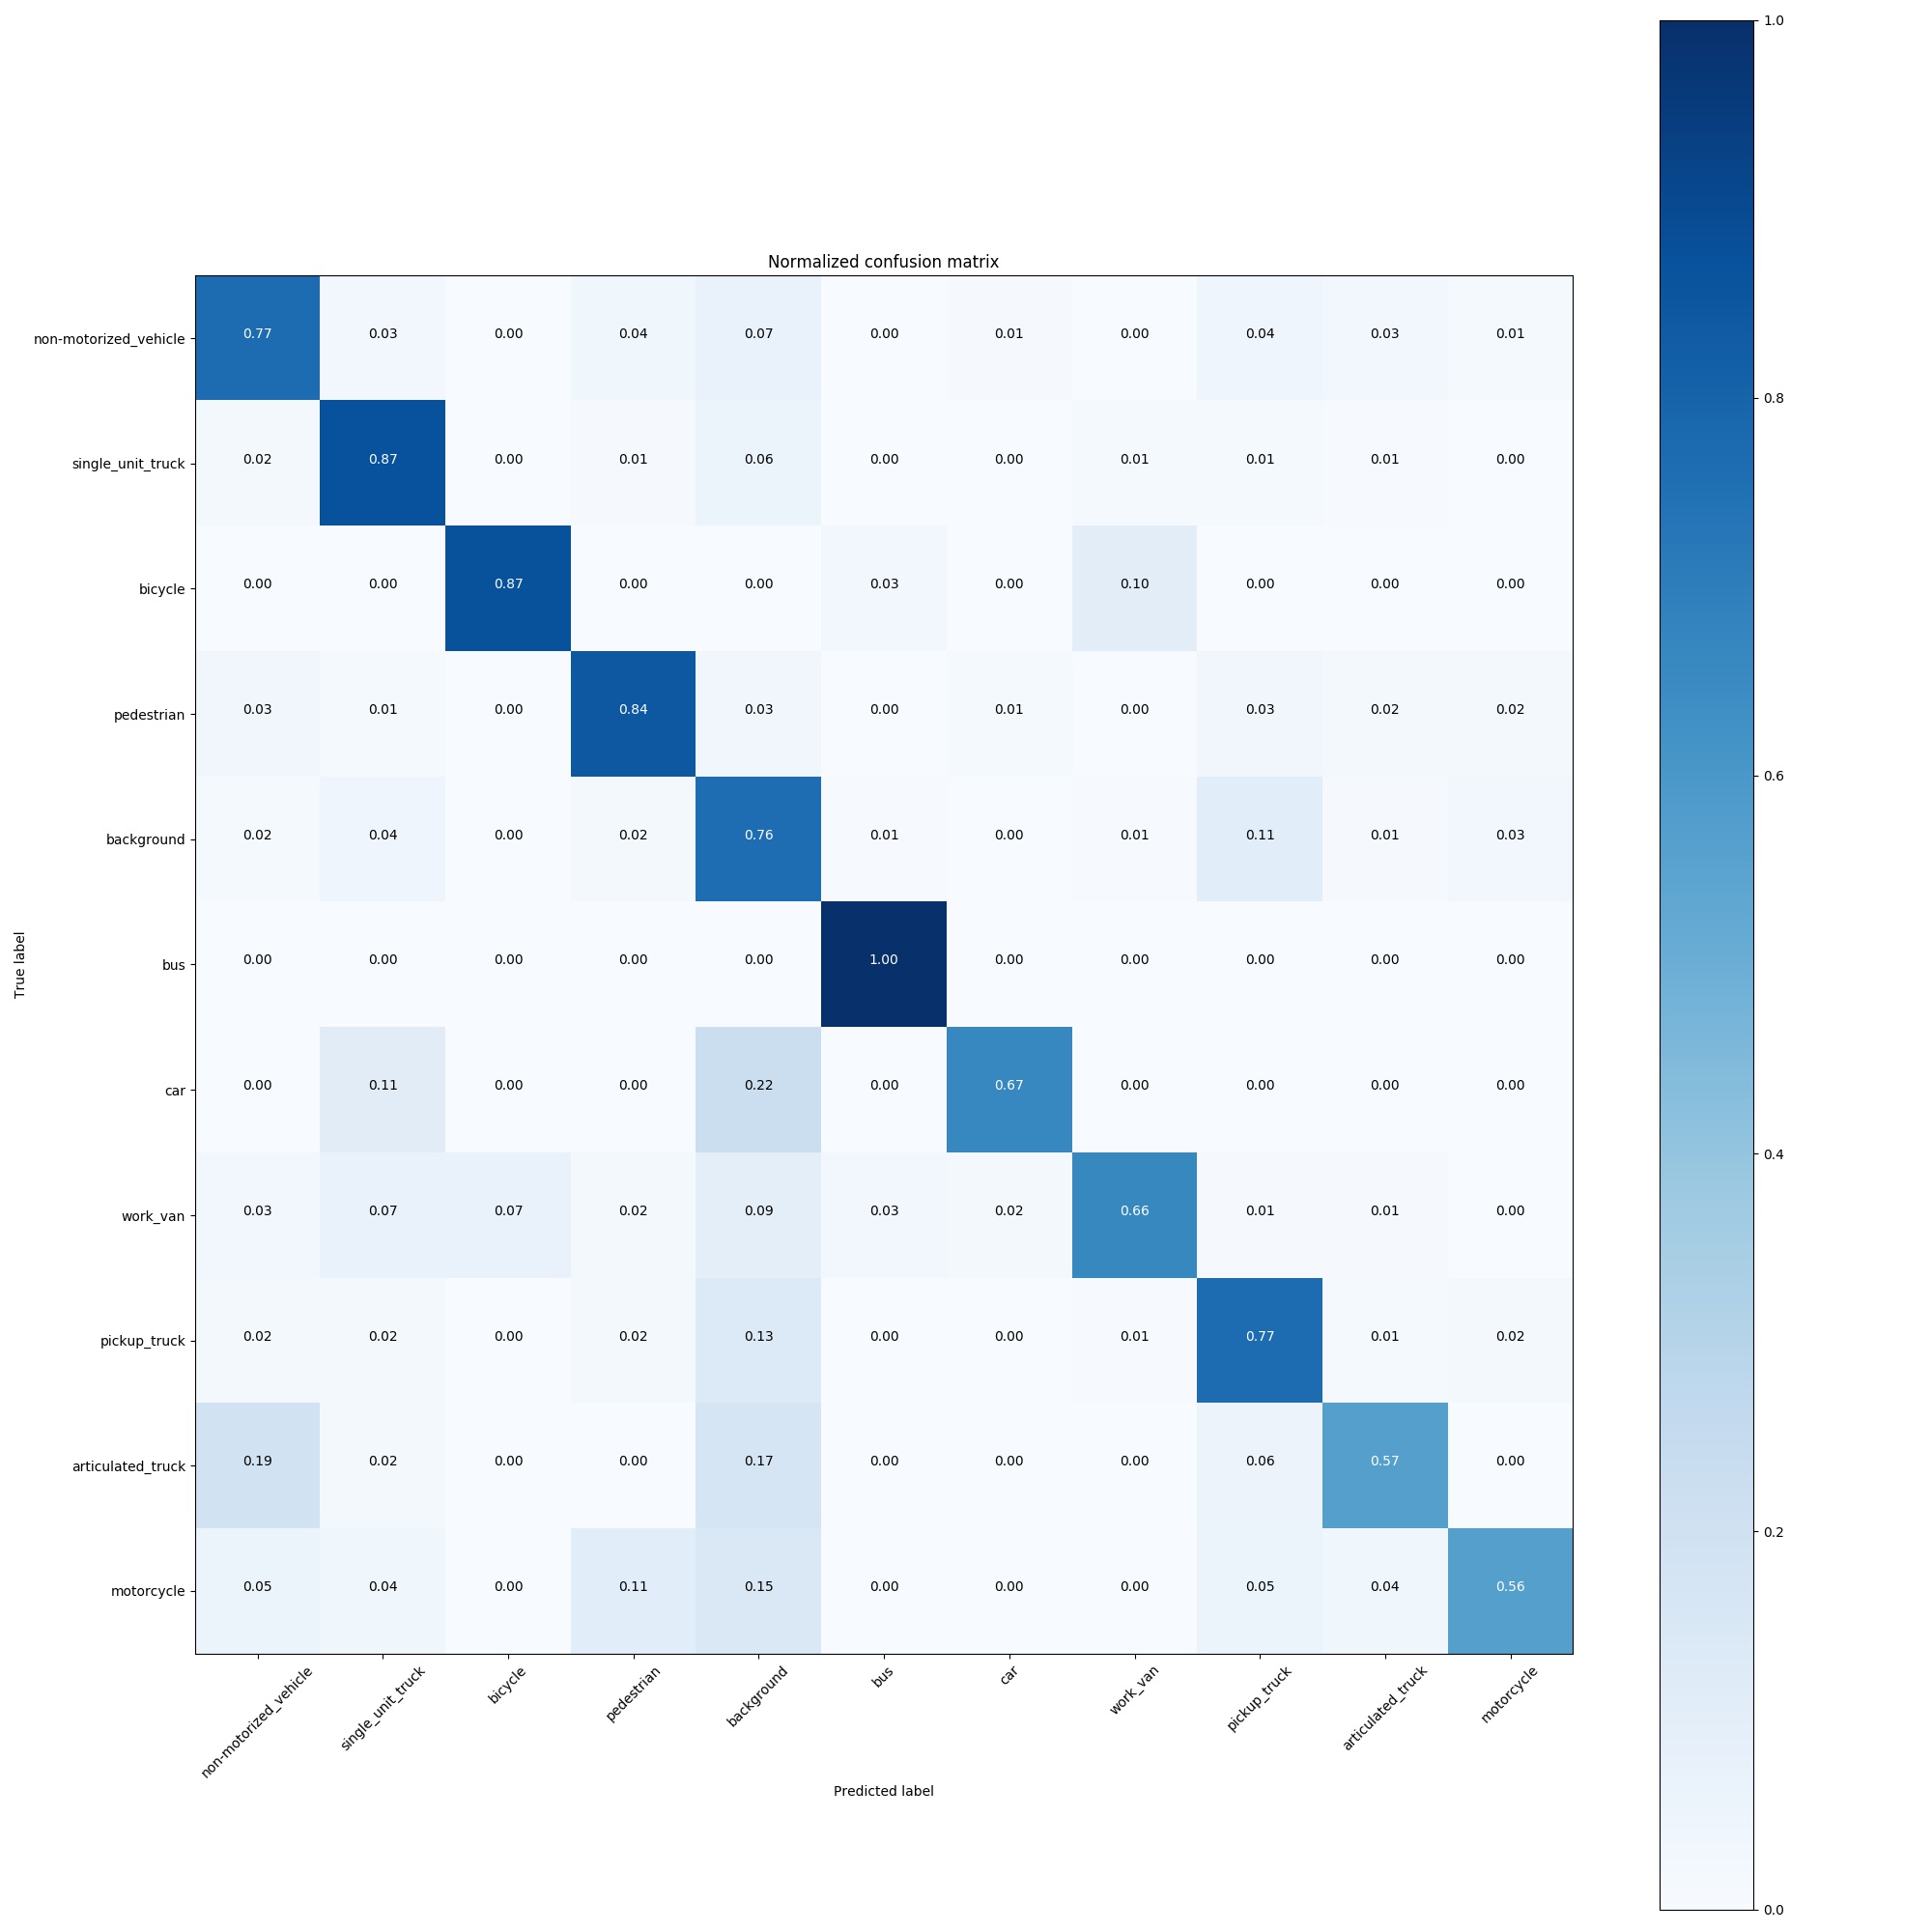 Normalized confusion matrix
non-motorized_vehicle 0.77 0.03 0.00 0.04 0.07 0.00 0.01 0.00 0.04 0.03 0.01
single_unit_truck 0.02 0.87 0.00 0.01 0.06 0.00 0.00 0.01 0.01 0.01 0.00
bicycle 0.00 0.00 0.87 0.00 0.00 0.03 0.00 0.10 0.00 0.00 0.00
pedestrian 0.03 0.01 0.00 0.84 0.03 0.00 0.01 0.00 0.03 0.02 0.02
background 0.02 0.04 0.00 0.02 0.76 0.01 0.00 0.01 0.11 0.01 0.03
bus 0.00 0.00 0.00 0.00 0.00 1.00 0.00 0.00 0.00 0.00 0.00
car 0.00 0.11 0.00 0.00 0.22 0.00 0.67 0.00 0.00 0.00 0.00
work_van 0.03 0.07 0.07 0.02 0.09 0.03 0.02 0.66 0.01 0.01 0.00
pickup_truck 0.02 0.02 0.00 0.02 0.13 0.00 0.00 0.01 0.77 0.01 0.02
articulated_truck 0.19 0.02 0.00 0.00 0.17 0.00 0.00 0.00 0.06 0.57 0.00
motorcycle 0.05 0.04 0.00 0.11 0.15 0.00 0.00 0.00 0.05 0.04 0.56
non-motorized_vehicle single_unit_truck bicycle pedestrian background bus car work_van pickup_truck articulated_truck motorcycle
Predicted label
True label
1.0
0.8
0.6
0.4
0.2
0.0